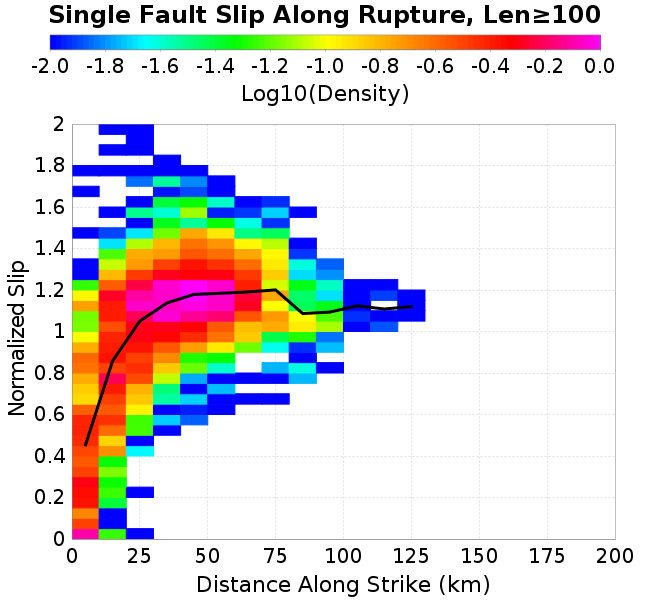 Single Fault Slip Along Rupture, Len≥100
-2.0 -1.8 -1.6 -1.4 -1.2 -1.0 -0.8 -0.6 -0.4 -0.2 0.0
Log10(Density)
2
1.8
1.6
1.4
1.2
1
0.8
0.6
0.4
0.2
0
Normalized Slip
0 25 50 75 100 125 150 175 200
Distance Along Strike (km)